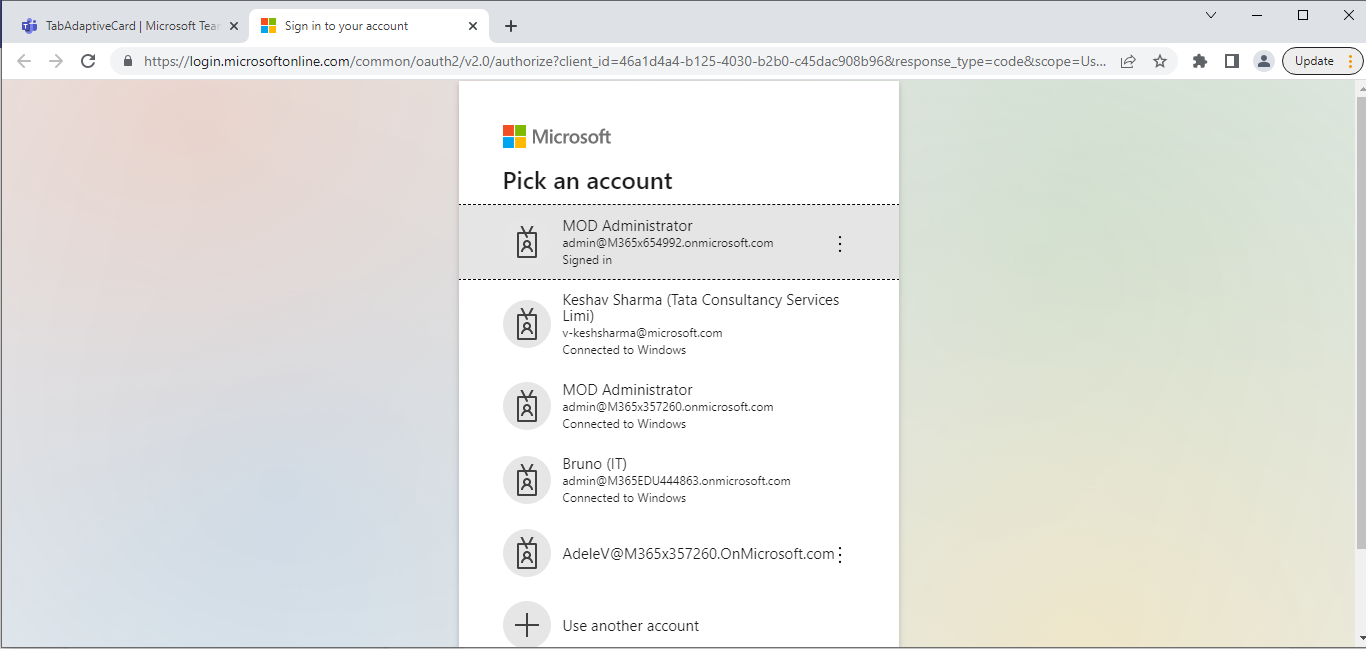 TabAdaptiveCard | Microsoft Tear
Sign in to your account
https://login.microsoftonline.com/common/oauth2/v2.0/authorize?client_id=46a1d4a4-b125-4030-b2b0-c45dac908b96&response_type=code&scope=Us...
Update
Microsoft
Pick an account
MOD Administrator
admin@M365x654992.onmicrosoft.com
Signed in
Keshav Sharma (Tata Consultancy Services
Limi)
v-keshsharma@microsoft.com
Connected to Windows
MOD Administrator
admin@M365x357260.onmicrosoft.com
Connected to Windows
Bruno (IT)
admin@M365EDU444863.onmicrosoft.com
Connected to Windows
AdeleV@M365x357260.OnMicrosoft.com
Use another account